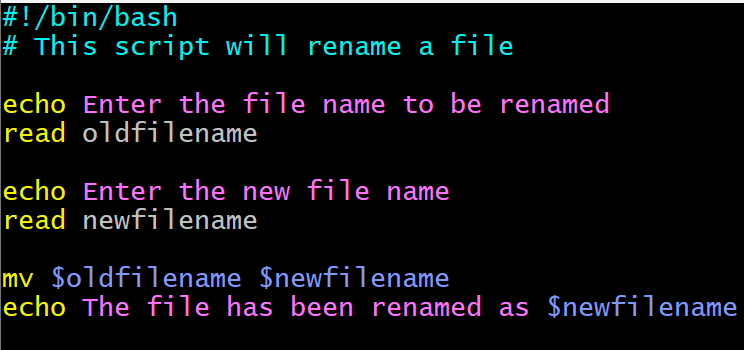 #!/bin/bash
# This script will rename a file
echo Enter the file name to be renamed
read oldfilename
echo Enter the new file name
read newfilename
mv $oldfilename $newfilename
echo The file has been renamed as $newfilename